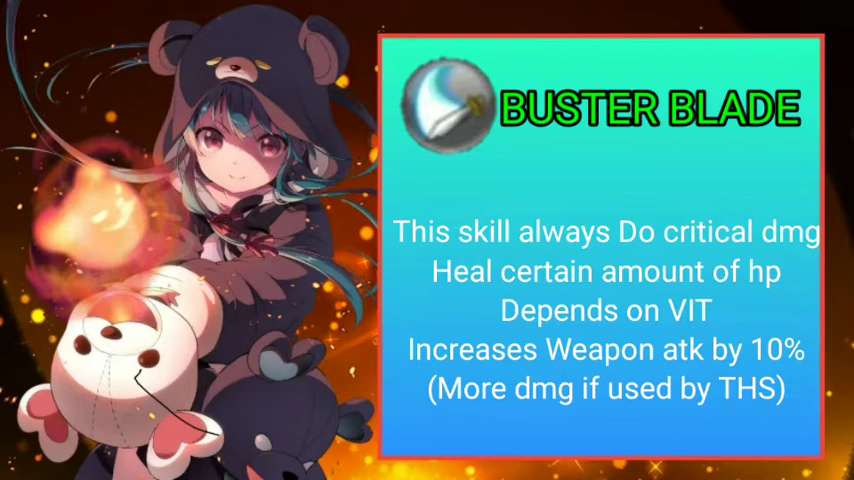 BUSTER BLADE
This skill always Do critical dmg
Heal certain amount of hp
Depends on VIT
Increases Weapon atk by 10%
(More dmg if used by THS)